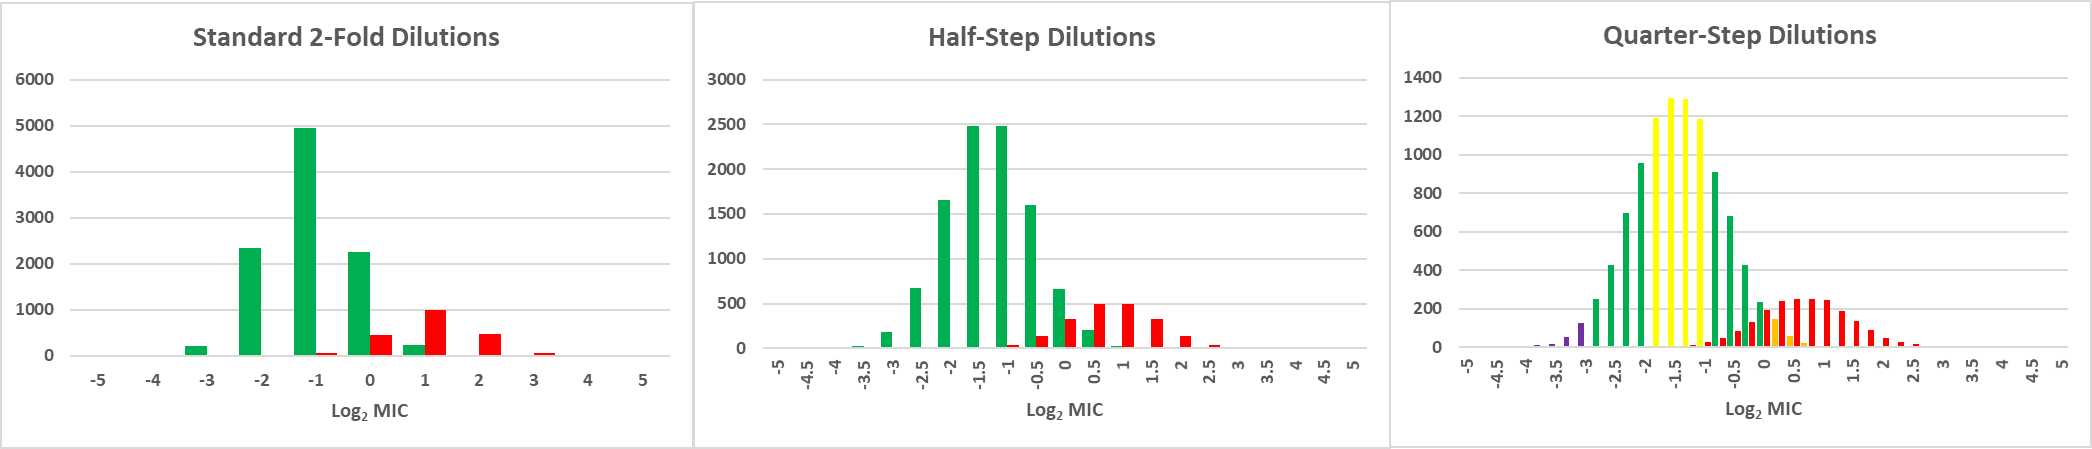 Standard 2-Fold Dilutions
6000
5000
4000
3000
2000
1000
0
-5 -4 -3 -2 -1 0 1 2 3 4 5
Log2 MIC
Half-Step Dilutions
3000
2500
2000
1500
1000
500
0
-5 -4.5 -4 -3.5 -3 -2.5 -2 -1.5 -1 -0.5 0 0.5 1 1.5 2 2.5 3 3.5 4 4.5 5
Log2 MIC
Quarter-Step Dilutions
1400
1200
1000
800
600
400
200
0
-5 -4.5 -4 -3.5 -3 -2.5 -2 -1.5 -1 -0.5 0 0.5 1 1.5 2 2.5 3 3.5 4 4.5 5
Log2 MIC